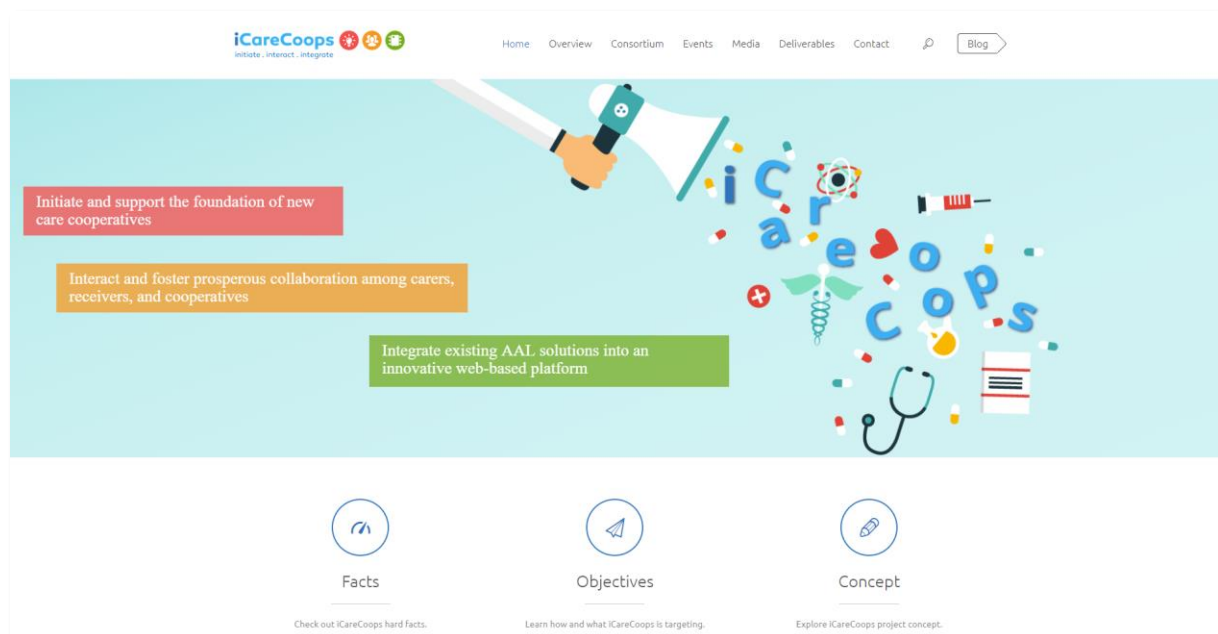 iCareCoops
initiate . interact . integrate
Home Overview Consortium Events Media Deliverables Contact Blog
Initiate and support the foundation of new
care cooperatives
Interact and foster prosperous collaboration among carers,
receivers, and cooperatives
Integrate existing AAL solutions into an
innovative web-based platform
iCareCoops
Facts Objectives Concept
Check out iCareCoops hard facts. Learn how and what iCareCoops is targeting. Explore iCareCoops project concept.